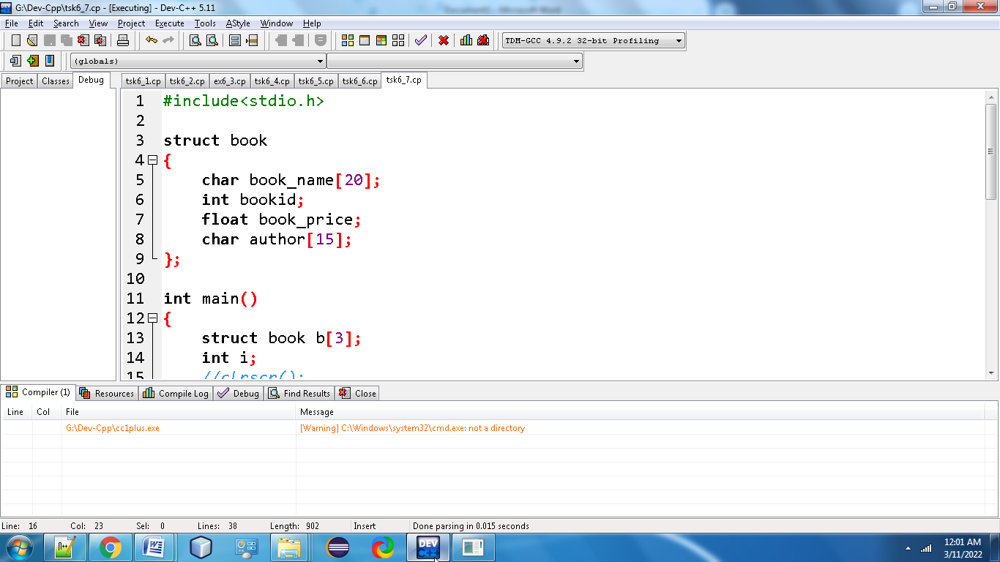 G:\Dev-Cpp\tsk6_7.cp - [Executing] - Dev-C++ 5.11
File Edit Search View Project Execute Tools AStyle Window Help
TDM-GCC 4.9.2 32-bit Profiling
(globals)
Project Classes Debug tsk6_1.cp tsk6_2.cp ex6_3.cp tsk6_4.cp tsk6_5.cp tsk6_6.cp tsk6_7.cp
1 #include<stdio.h>
2
3 struct book
4 {
5 char book_name[20];
6 int bookid;
7 float book_price;
8 char author[15];
9 };
10
11 int main()
12 {
13 struct book b[3];
14 int i;
15 //clrscr();
Compiler (1) Resources Compile Log Debug Find Results Close
Line Col File Message
G:\Dev-Cpp\cc1plus.exe [Warning] C:\Windows\system32\cmd.exe: not a directory
Line: 16 Col: 23 Sel: 0 Lines: 38 Length: 902 Insert Done parsing in 0.015 seconds
DEV C++
12:01 AM
3/11/2022